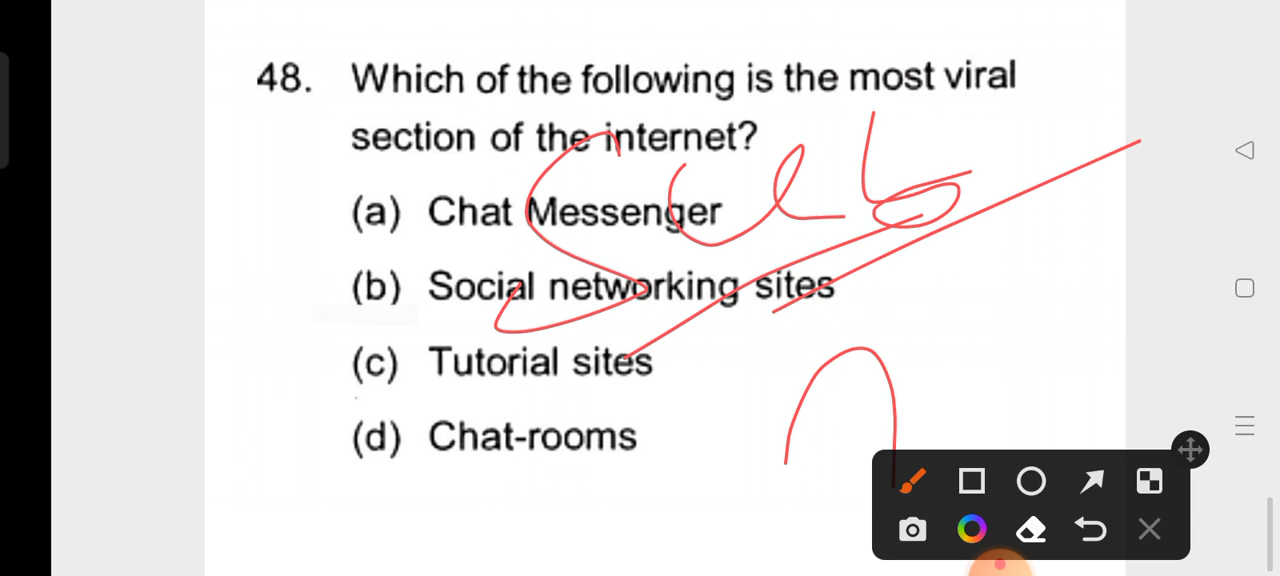 48. Which of the following is the most viral
section of the internet?
(a) Chat Messenger
(b) Social networking sites
(c) Tutorial sites
(d) Chat-rooms